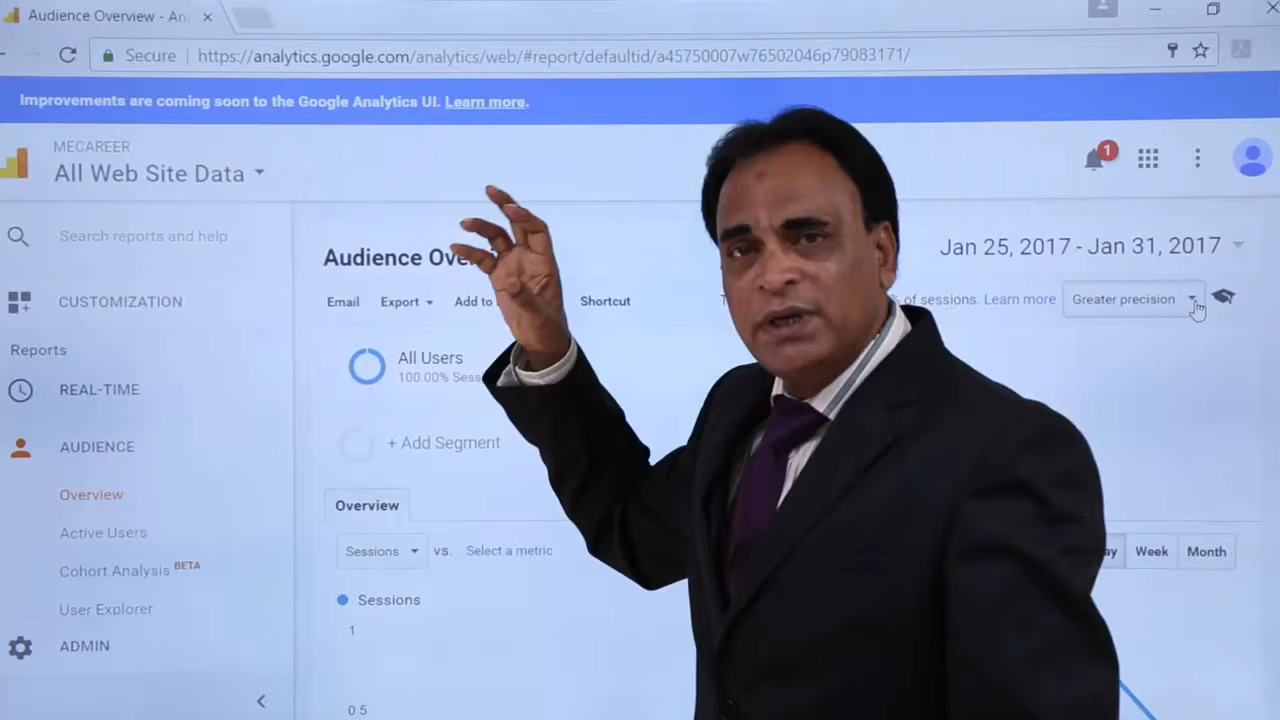 Audience Overview - An
Secure
https://analytics.google.com/analytics/web/#report/defaultid/a45750007w76502046p79083171/
Improvements are coming soon to the Google Analytics UI. Learn more.
MECAREER
All Web Site Data
1
Search reports and help
CUSTOMIZATION
Reports
REAL-TIME
AUDIENCE
Overview
Active Users
Cohort Analysis BETA
User Explorer
ADMIN
Audience Ove
Jan 25, 2017 - Jan 31, 2017
Email Export Add to Shortcut
% of sessions. Learn more Greater precision
All Users
100.00% Sess
+ Add Segment
Overview
Sessions vs. Select a metric
ay Week Month
Sessions
1
0 5